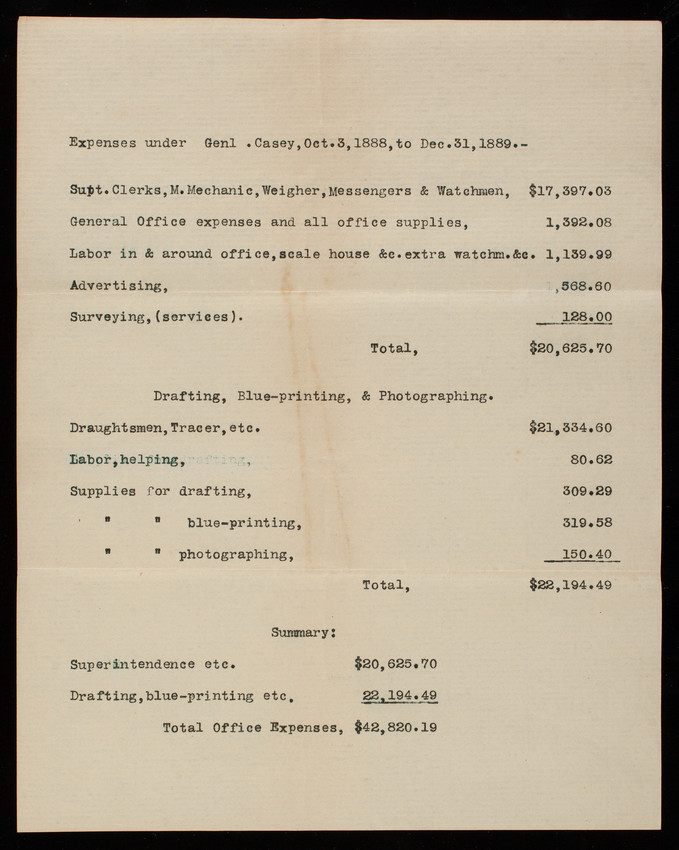 Expenses under Genl .Casey,Oct.3,1888,to Dec.31,1889.-
Supt.Clerks,M.Mechanic,Weigher,Messengers & Watchmen, $17,397.03
General Office expenses and all office supplies, 1,392.08
Labor in & around office,scale house &c.extra watchm.&c. 1,139.99
Advertising, ,568.60
Surveying,(services). 128.00
Total, $20,625.70
Drafting, Blue-printing, & Photographing.
Draughtsmen,Tracer,etc. $21,334.60
Labor,helping, 80.62
Supplies for drafting, 309.29
" " blue-printing, 319.58
" " photographing, 150.40
Total, $22,194.49
Summary:
Superintendence etc. $20,625.70
Drafting,blue-printing etc. 22,194.49
Total Office Expenses, $42,820.19